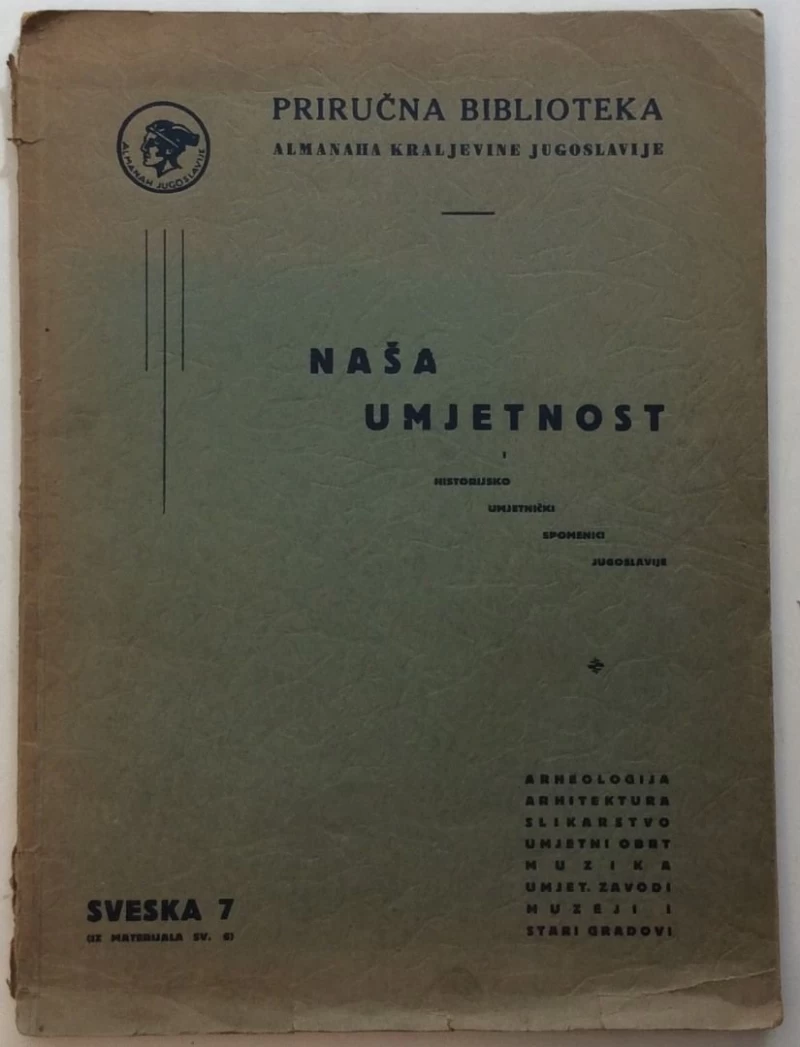 PRIRUČNA BIBLIOTEKA
ALMANAHA KRALJEVINE JUGOSLAVIJE
ALMANAH JUGOSLAVIJE
NAŠA
UMJETNOST
I
HISTORIJSKO
UMJETNIČKI
SPOMENICI
JUGOSLAVIJE
ARHEOLOGIJA
ARHITEKTURA
SLIKARSTVO
UMJETNI OBRT
MUZIKA
UMJET. ZAVODI
MUZEJI I
STARI GRADOVI
SVESKA 7
(IZ MATERIJALA SV. 6)